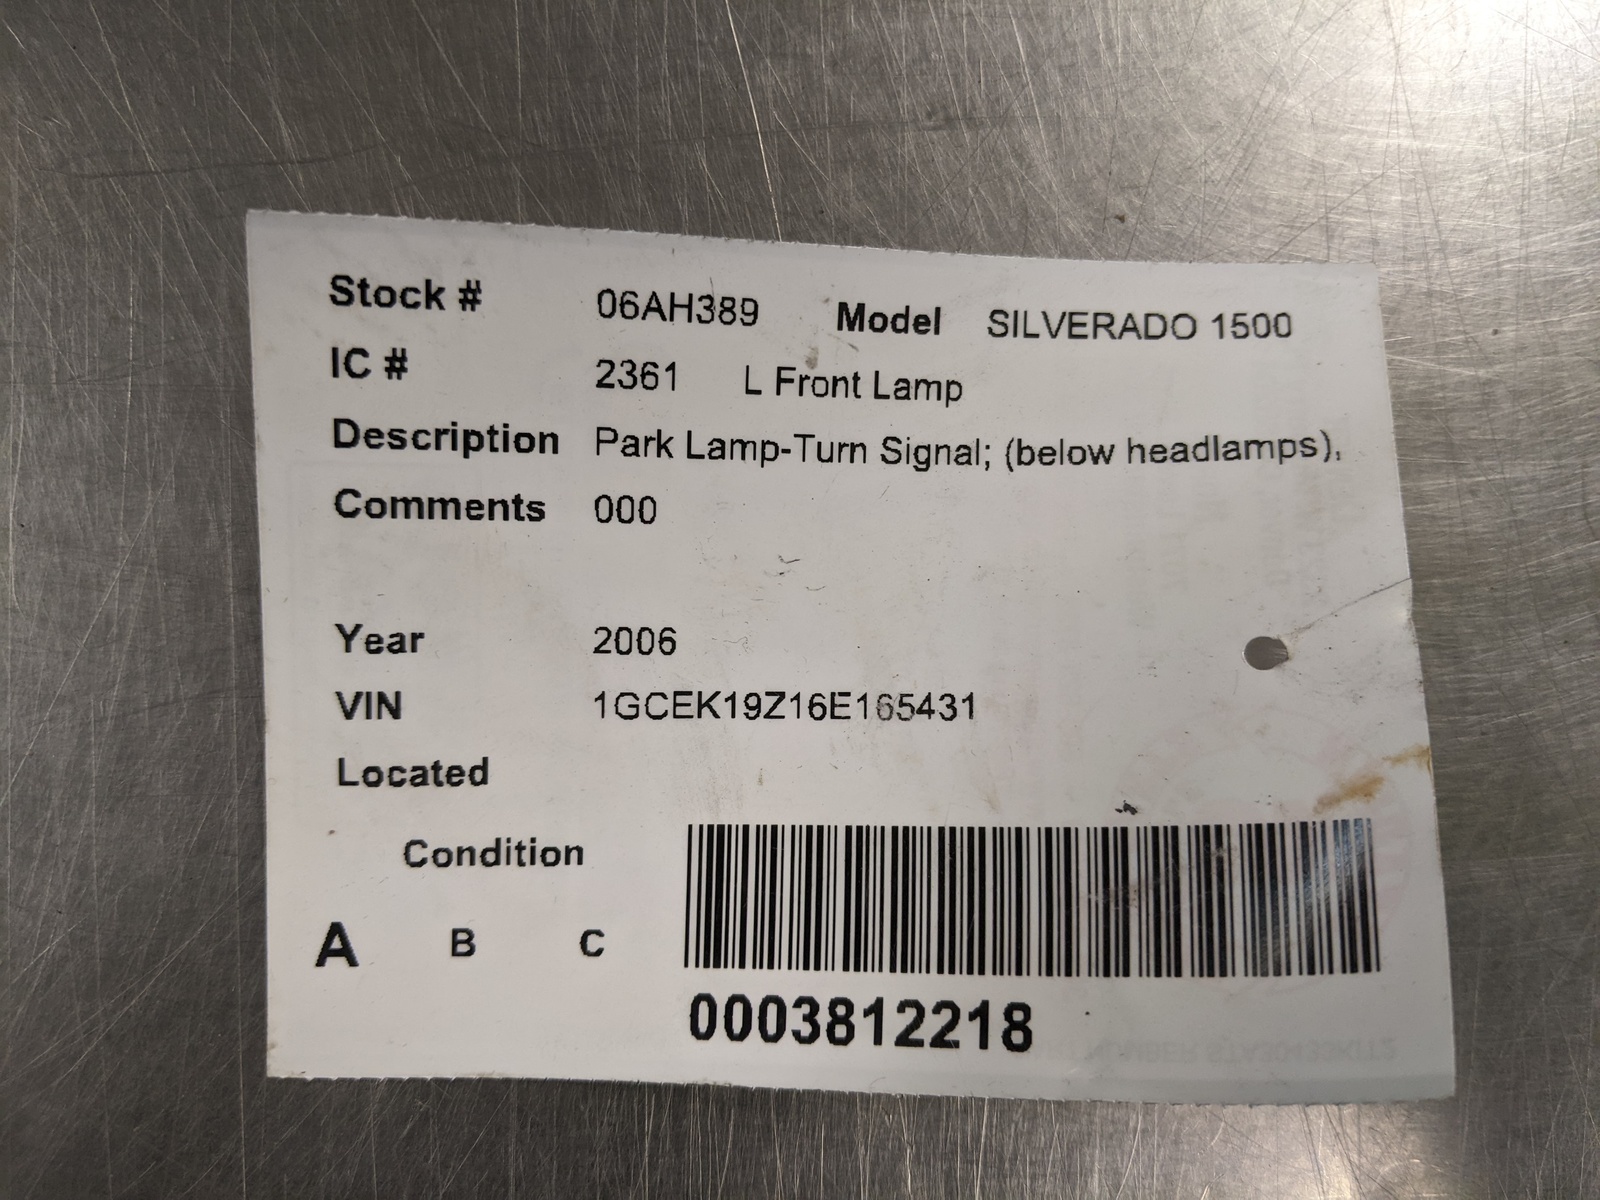 Stock # 06AH389 Model SILVERADO 1500
IC # 2361 L Front Lamp
Description Park Lamp-Turn Signal; (below headlamps),
Comments 000
Year 2006
VIN 1GCEK19Z16E165431
Located
Condition
A B C
0003812218